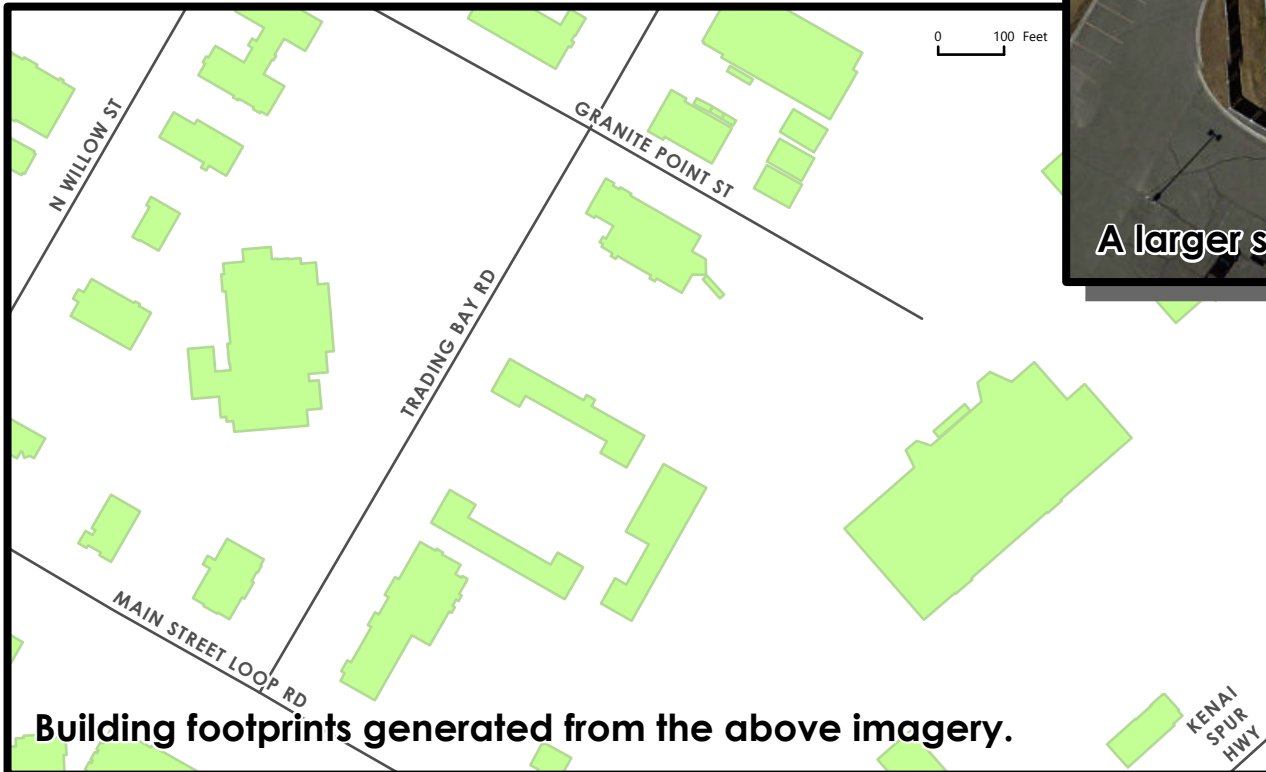 0 100 Feet
N WILLOW ST
GRANITE POINT ST
TRADING BAY RD
A larger s
MAIN STREET LOOP RD
KENAI
SPUR
HWY
Building footprints generated from the above imagery.